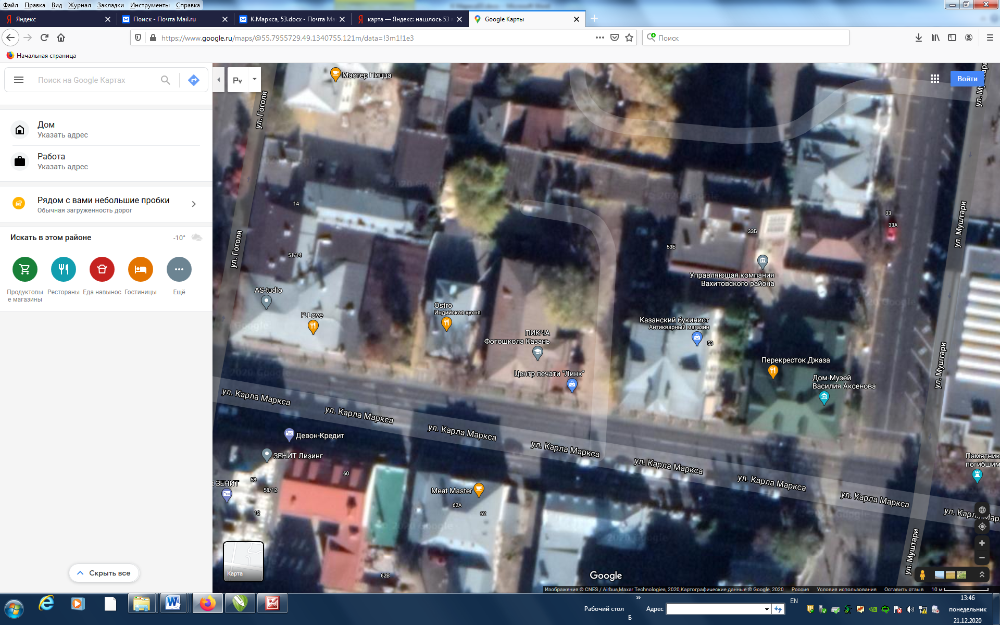 Файл Правка Вид Журнал Закладки Инструменты Справка
Яндекс
Поиск - Почта Mail.ru
К.Маркса, 53.docx - Почта Ма
карта — Яндекс: нашлось 53
Google Карты
https://www.google.ru/maps/@55.7955729,49.1340755,121m/data=!3m1!1e3
Поиск
Начальная страница
Поиск на Google Картах
Войти
Дом
Указать адрес
Работа
Указать адрес
Рядом с вами небольшие пробки
Обычная загруженность дорог
Искать в этом районе
-10°
Продуктовы
е магазины
Рестораны
Еда навынос
Гостиницы
Ещё
Скрыть все
Мастер Пицца
ул. Гоголя
ул. Гоголя
14
51/14
AS-tudio
P.Love
Ostro
Индийская кухня
ПИКЧА
Фотошкола Казань
Центр печати "Линк"
33
33А
33Б
53Б
Управляющая компания
Вахитовского района
Казанский букинист
Антикварный магазин
53
Перекресток Джаза
Дом-Музей
Василия Аксенова
ул. Муштари
ул. Муштари
ул. Муштари
ул. Карла Маркса
ул. Карла Маркса
ул. Карла Маркса
ул. Карла Маркса
ул. Карла Маркса
ул. Карла Маркса
ул. Карла Маркса
Девон-Кредит
ЗЕНИТ Лизинг
ЗЕНИТ
58
58/12
12
60
Meat Master
62А
62
62В
Памятник
погибшим
Карта
Google
Изображения © CNES / Airbus,Maxar Technologies, 2020,Картографические данные © Google, 2020
Россия
Условия использования
Оставить отзыв
10 м
Рабочий стол
Адрес
EN
Б
13:46
понедельник
21.12.2020